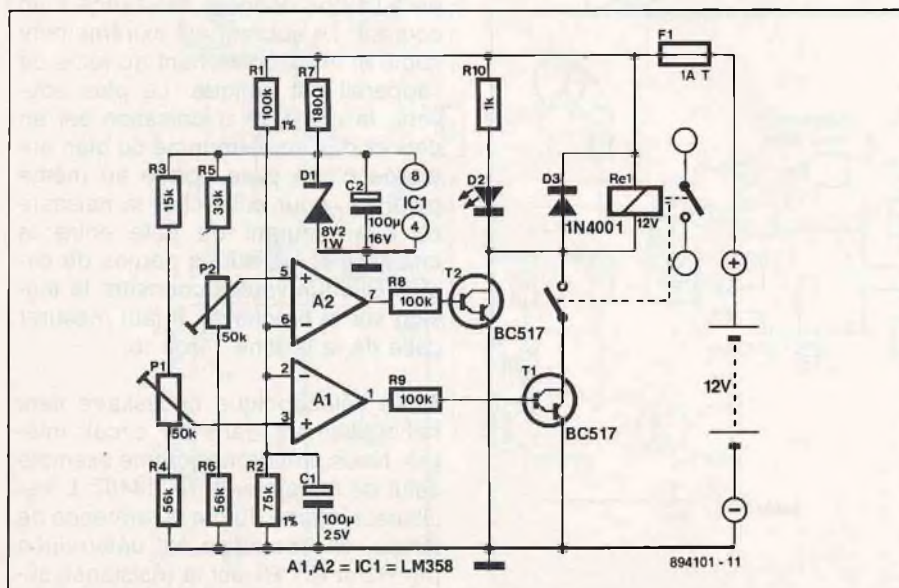 F1
1A T
R1
100k
1%
R7
180Ω
R10
1k
R3
15k
R5
33k
D1
8V2
1W
C2
100µ
16V
8
IC1
4
D2
D3
1N4001
Re1
12V
P2
50k
5
6
A2
7
R8
100k
T2
BC517
+
P1
50k
2
3
A1
1
R9
100k
T1
BC517
12V
R4
56k
R6
56k
R2
75k
1%
C1
100µ
25V
−
A1,A2 = IC1 = LM358
894101 - 11